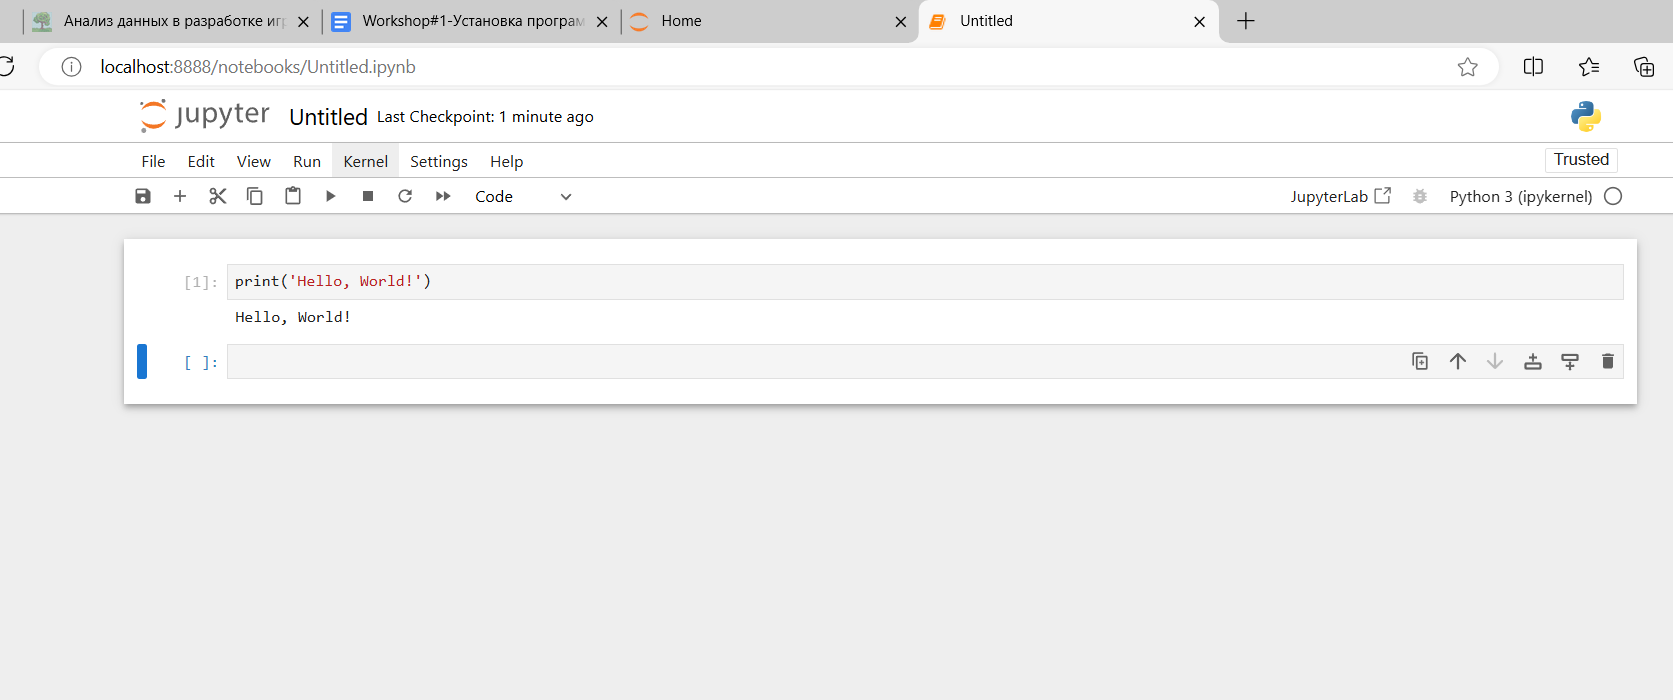 Анализ данных в разработке игр
Workshop#1-Установка програм
Home
Untitled
localhost:8888/notebooks/Untitled.ipynb
jupyter Untitled Last Checkpoint: 1 minute ago
File Edit View Run Kernel Settings Help
Trusted
Code
JupyterLab
Python 3 (ipykernel)
[1]: print('Hello, World!')
Hello, World!
[ ]: